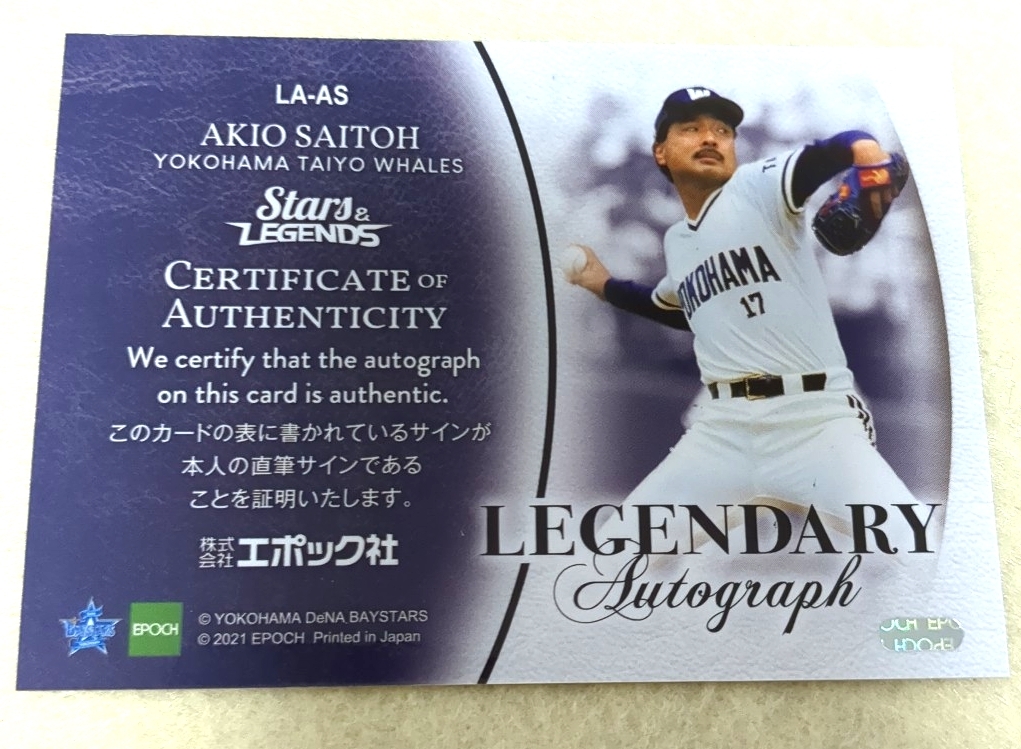 LA-AS
AKIO SAITOH
YOKOHAMA TAIYO WHALES
Stars &
LEGENDS
CERTIFICATE OF
AUTHENTICITY
We certify that the autograph
on this card is authentic.
このカードの表に書かれているサインが
本人の直筆サインである
ことを証明いたします。
株式会社エポック社
BAYSTARS
EPOCH
© YOKOHAMA DeNA BAYSTARS
© 2021 EPOCH Printed in Japan
W
YOKOHAMA
17
LEGENDARY
Autograph
OCH EPO
EPOCH